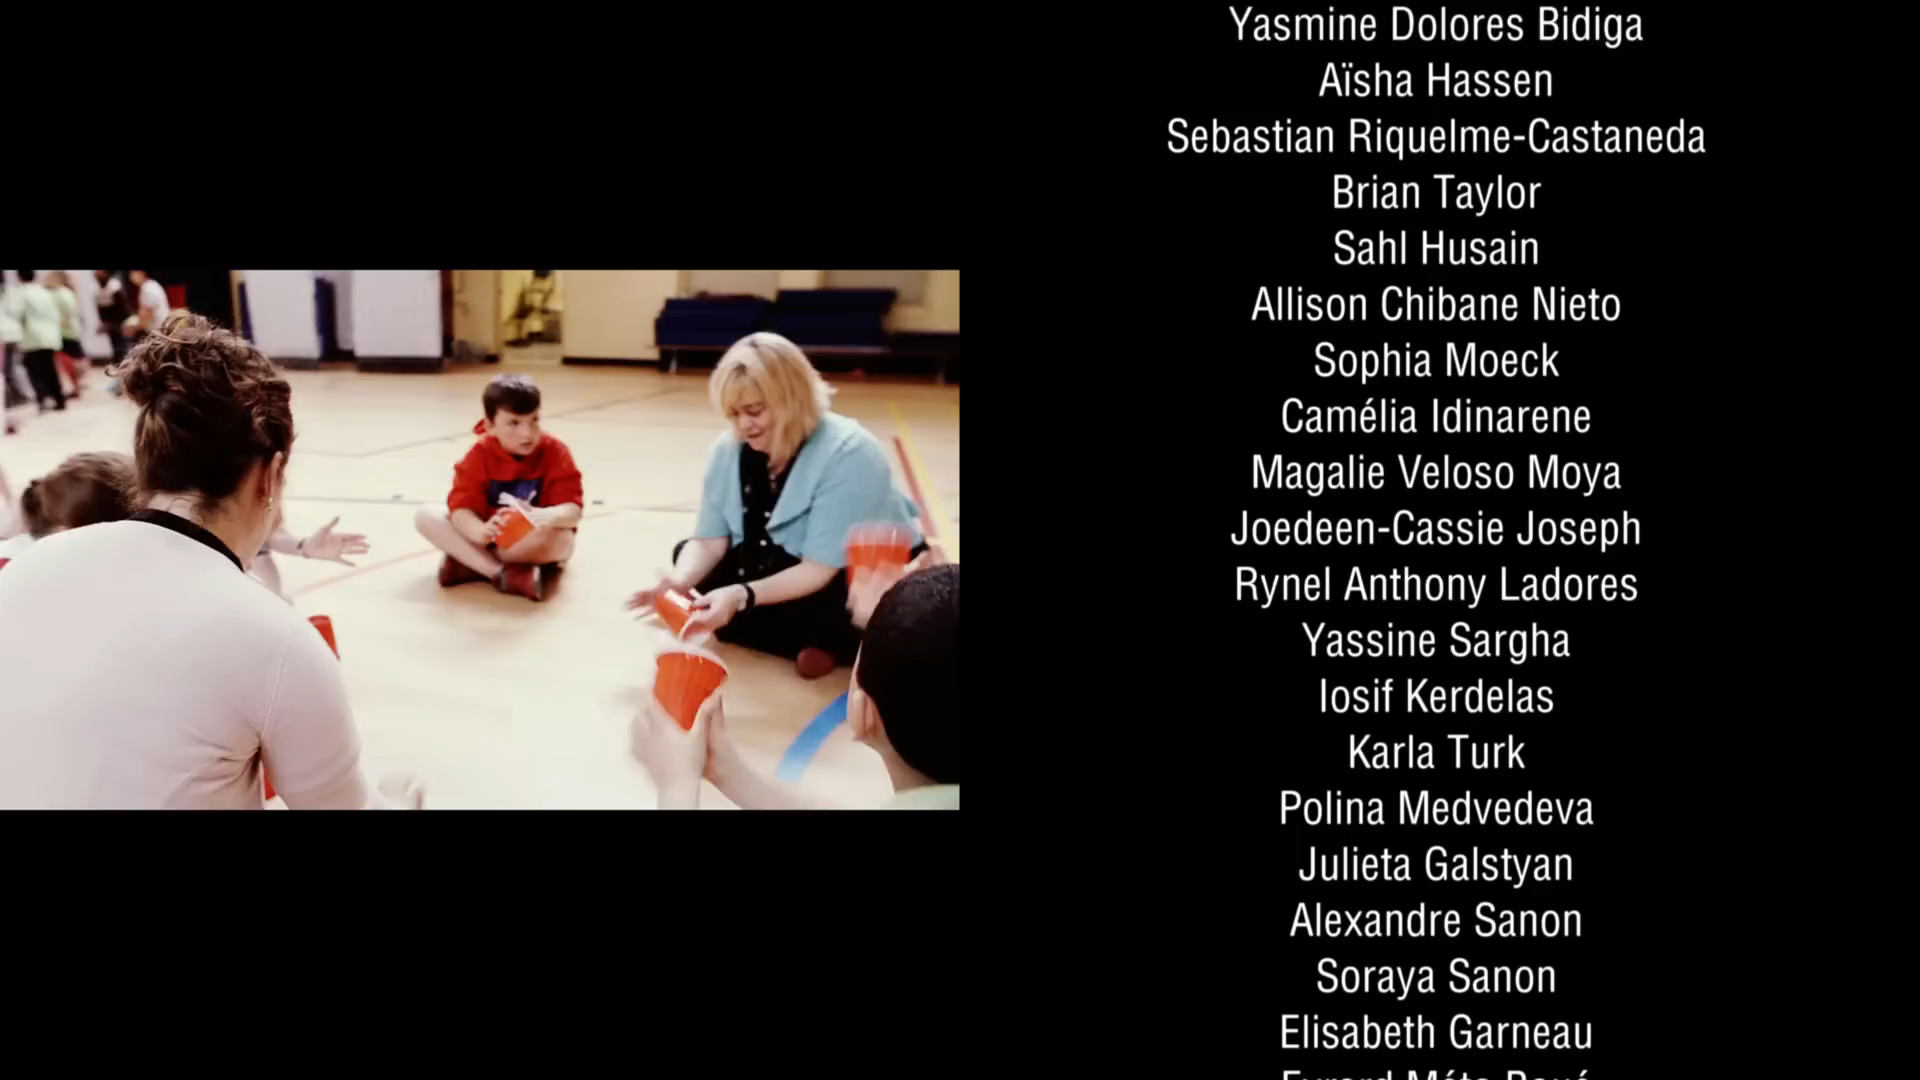 Yasmine Dolores Bidiga
Aïsha Hassen
Sebastian Riquelme-Castaneda
Brian Taylor
Sahl Husain
Allison Chibane Nieto
Sophia Moeck
Camélia Idinarene
Magalie Veloso Moya
Joedeen-Cassie Joseph
Rynel Anthony Ladores
Yassine Sargha
Iosif Kerdelas
Karla Turk
Polina Medvedeva
Julieta Galstyan
Alexandre Sanon
Soraya Sanon
Elisabeth Garneau